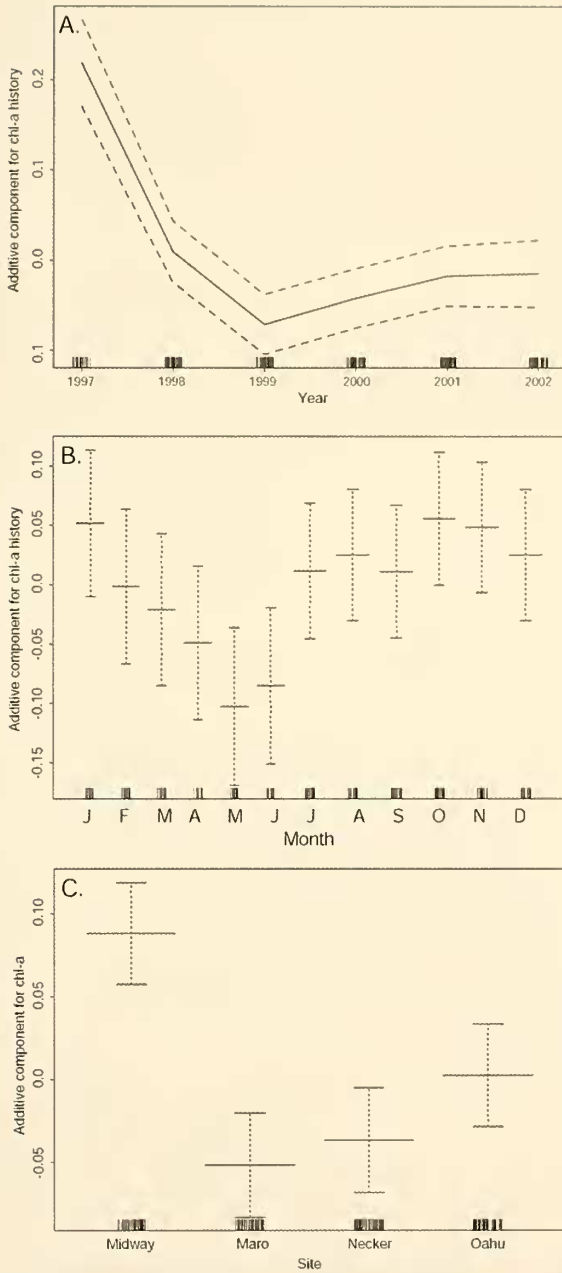 A.
Additive component for chl-a history
0.2
0.1
0.0
0.1
1997 1998 1999 2000 2001 2002
Year
B.
Additive component for chl-a history
0.10
0.05
0.0
-0.05
-0.10
-0.15
J F M A M J J A S O N D
Month
C.
Additive component for chl-a
0.10
0.05
0.0
-0.05
Midway Maro Necker Oahu
Site